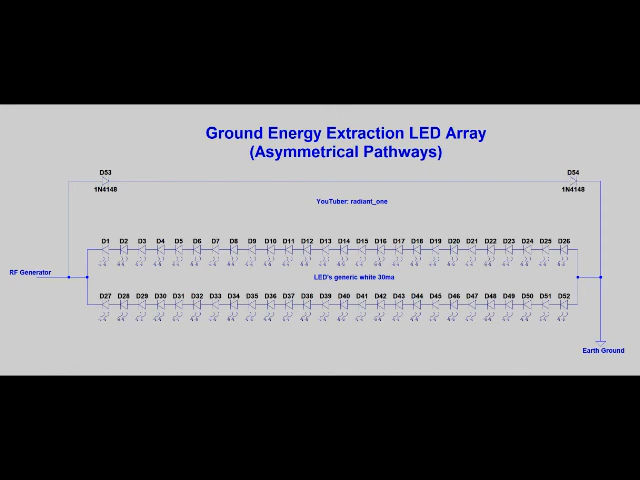 Ground Energy Extraction LED Array
(Asymmetrical Pathways)
D53
D54
1N4148
1N4148
YouTuber: radiant_one
D1 D2 D3 D4 D5 D6 D7 D8 D9 D10 D11 D12 D13 D14 D15 D16 D17 D18 D19 D20 D21 D22 D23 D24 D25 D26
RF Generator
LED's generic white 30ma
D27 D28 D29 D30 D31 D32 D33 D34 D35 D36 D37 D38 D39 D40 D41 D42 D43 D44 D45 D46 D47 D48 D49 D50 D51 D52
Earth Ground